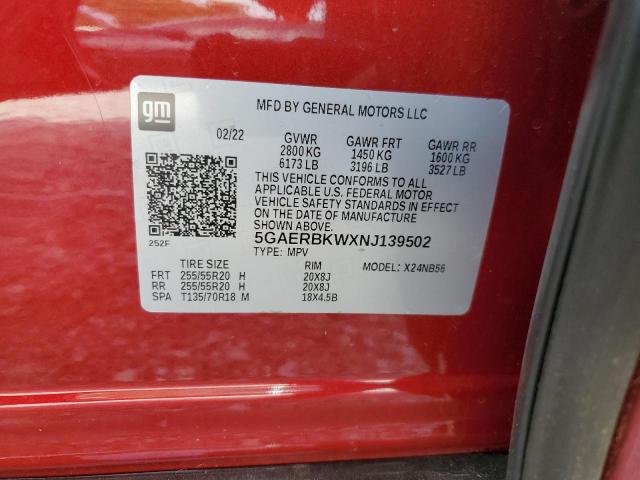 gm
MFD BY GENERAL MOTORS LLC
02/22 GVWR GAWR FRT GAWR RR
2800 KG 1450 KG 1600 KG
6173 LB 3196 LB 3527 LB
THIS VEHICLE CONFORMS TO ALL
APPLICABLE U.S. FEDERAL MOTOR
VEHICLE SAFETY STANDARDS IN EFFECT
ON THE DATE OF MANUFACTURE
SHOWN ABOVE.
252F
5GAERBKWXNJ139502
TYPE: MPV MODEL: X24NB56
TIRE SIZE RIM
FRT 255/55R20 H 20X8J
RR 255/55R20 H 20X8J
SPA T135/70R18 M 18X4.5B